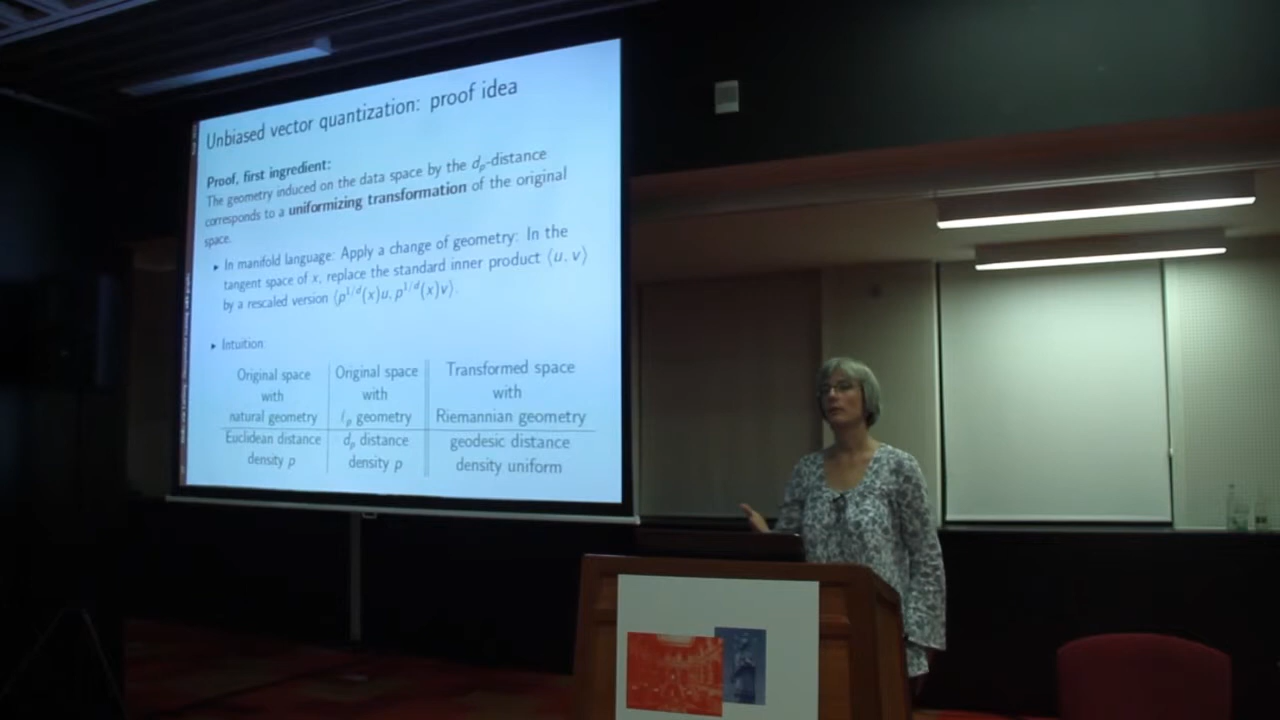 Unbiased vector quantization: proof idea
Proof, first ingredient:
The geometry induced on the data space by the dₚ-distance
corresponds to a uniformizing transformation of the original
space.
▸ In manifold language: Apply a change of geometry: In the
tangent space of x, replace the standard inner product ⟨u, v⟩
by a rescaled version ⟨p^{1/d}(x)u, p^{1/d}(x)v⟩.
▸ Intuition:
Original space with natural geometry
Original space with ℓₚ geometry
Transformed space with Riemannian geometry
Euclidean distance density p
dₚ distance density p
geodesic distance density uniform